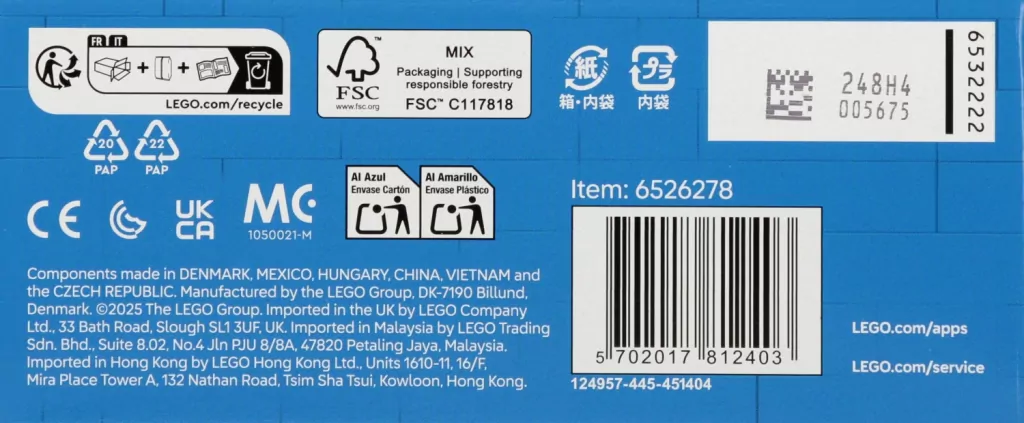 FR IT
LEGO.com/recycle
FSC
www.fsc.org
MIX
Packaging | Supporting
responsible forestry
FSC™ C117818
紙
箱・内袋
プラ
内袋
248H4
005675
6532222
20
PAP
22
PAP
CE
UK
CA
MC
1050021-M
Al Azul
Envase Cartón
Al Amarillo
Envase Plástico
Item: 6526278
Components made in DENMARK, MEXICO, HUNGARY, CHINA, VIETNAM and
the CZECH REPUBLIC. Manufactured by the LEGO Group, DK-7190 Billund,
Denmark. ©2025 The LEGO Group. Imported in the UK by LEGO Company
Ltd., 33 Bath Road, Slough SL1 3UF, UK. Imported in Malaysia by LEGO Trading
Sdn. Bhd., Suite 8.02, No.4 Jln PJU 8/8A, 47820 Petaling Jaya, Malaysia.
Imported in Hong Kong by LEGO Hong Kong Ltd., Units 1610-11, 16/F,
Mira Place Tower A, 132 Nathan Road, Tsim Sha Tsui, Kowloon, Hong Kong.
5 702017 812403
124957-445-451404
LEGO.com/apps
LEGO.com/service